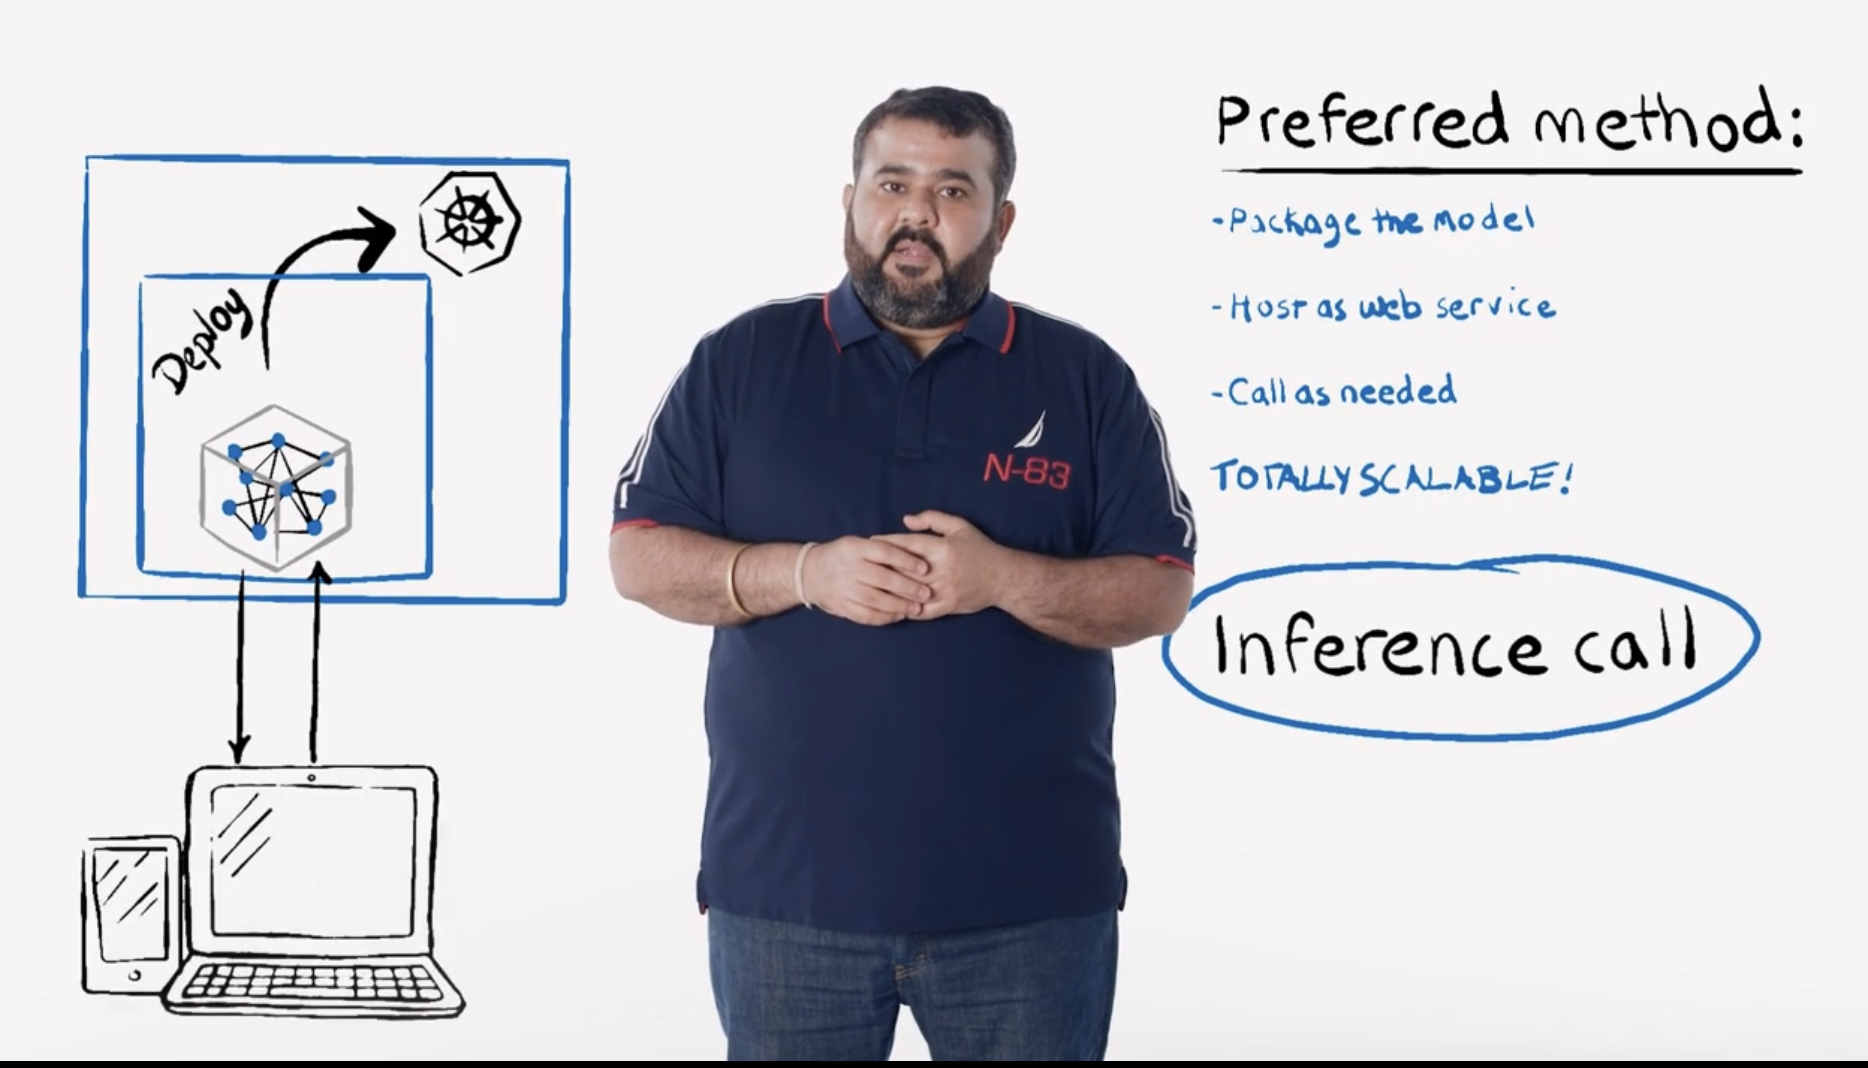 Deploy
N-83
Preferred method:
-Package the model
-Host as web service
-Call as needed
TOTALLY SCALABLE!
Inference call